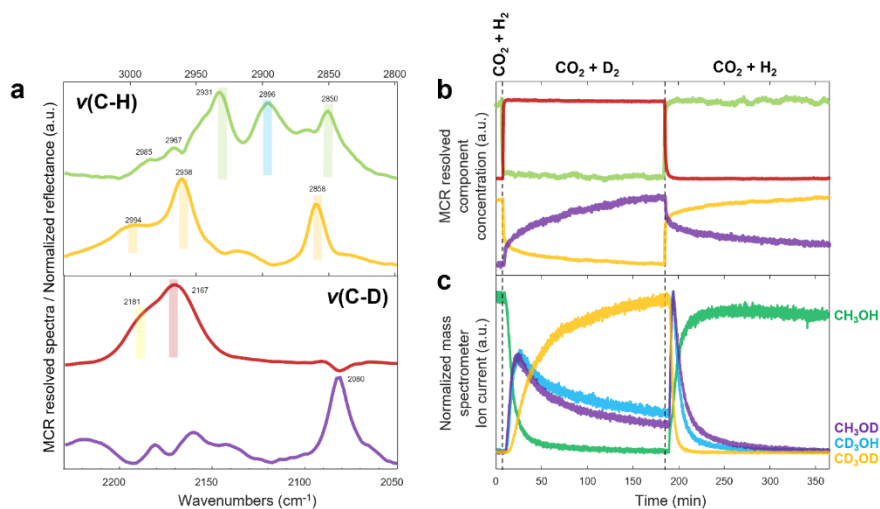 a
3000 2950 2900 2850 2800
v(C-H)
2931
2896
2850
2985
2967
2958
2994
2858
v(C-D)
2181
2167
2080
2200 2150 2100 2050
Wavenumbers (cm-1)
MCR resolved spectra / Normalized reflectance (a.u.)
b
CO2 + H2
CO2 + D2
CO2 + H2
MCR resolved
component
concentration (a.u.)
c
Normalized mass
spectrometer
Ion current (a.u.)
CH3OH
CH3OD
CD3OH
CD3OD
0 50 100 150 200 250 300 350
Time (min)